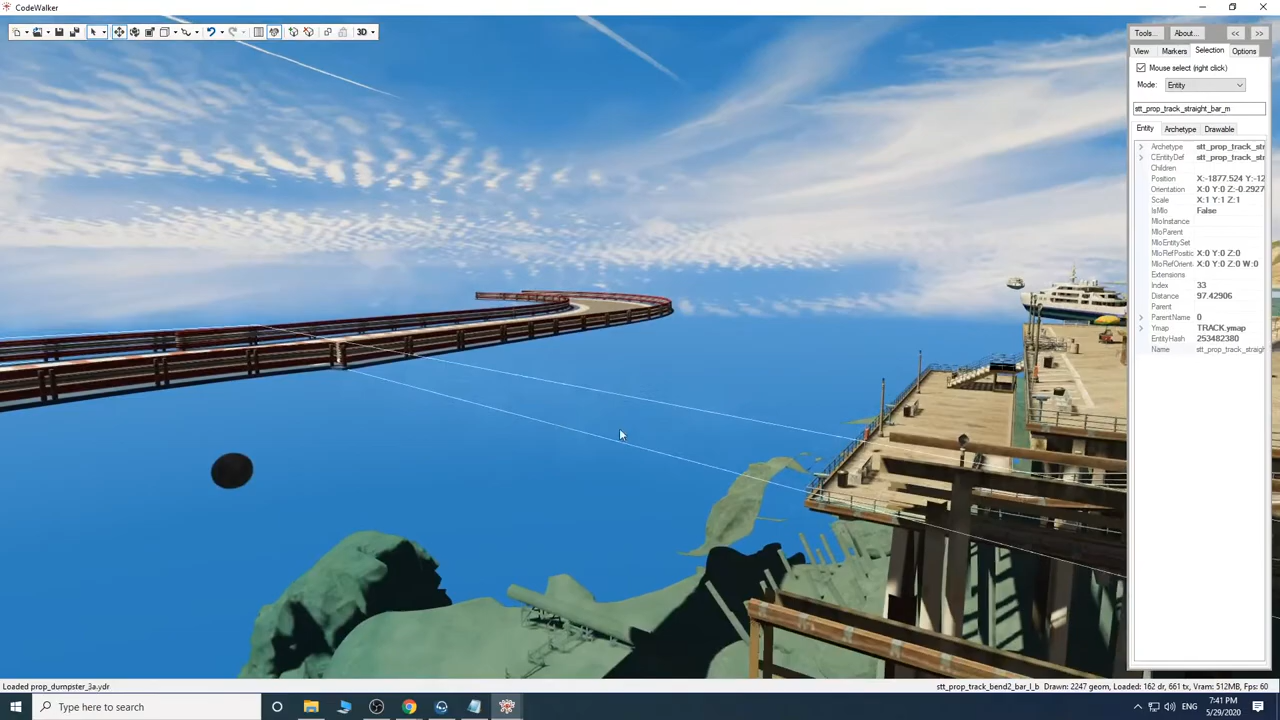 CodeWalker
3D
Tools... About... << >>
View Markers Selection Options
Mouse select (right click)
Mode: Entity
stt_prop_track_straight_bar_m
Entity Archetype Drawable
Archetype stt_prop_track_str
CEntityDef stt_prop_track_str
Children
Position X:-1877.524 Y:-12
Orientation X:0 Y:0 Z:-0.2927
Scale X:1 Y:1 Z:1
IsMlo False
MloInstance
MloParent
MloEntitySet
MloRefPositic X:0 Y:0 Z:0
MloRefOrient X:0 Y:0 Z:0 W:0
Extensions
Index 33
Distance 97.42906
Parent
ParentName 0
Ymap TRACK.ymap
EntityHash 253482380
Name stt_prop_track_straigh
Loaded prop_dumpster_3a.ydr
stt_prop_track_bend2_bar_l_b Drawn: 2247 geom, Loaded: 162 dr, 661 tx, Vram: 512MB, Fps: 60
Type here to search
ENG
7:41 PM
5/29/2020